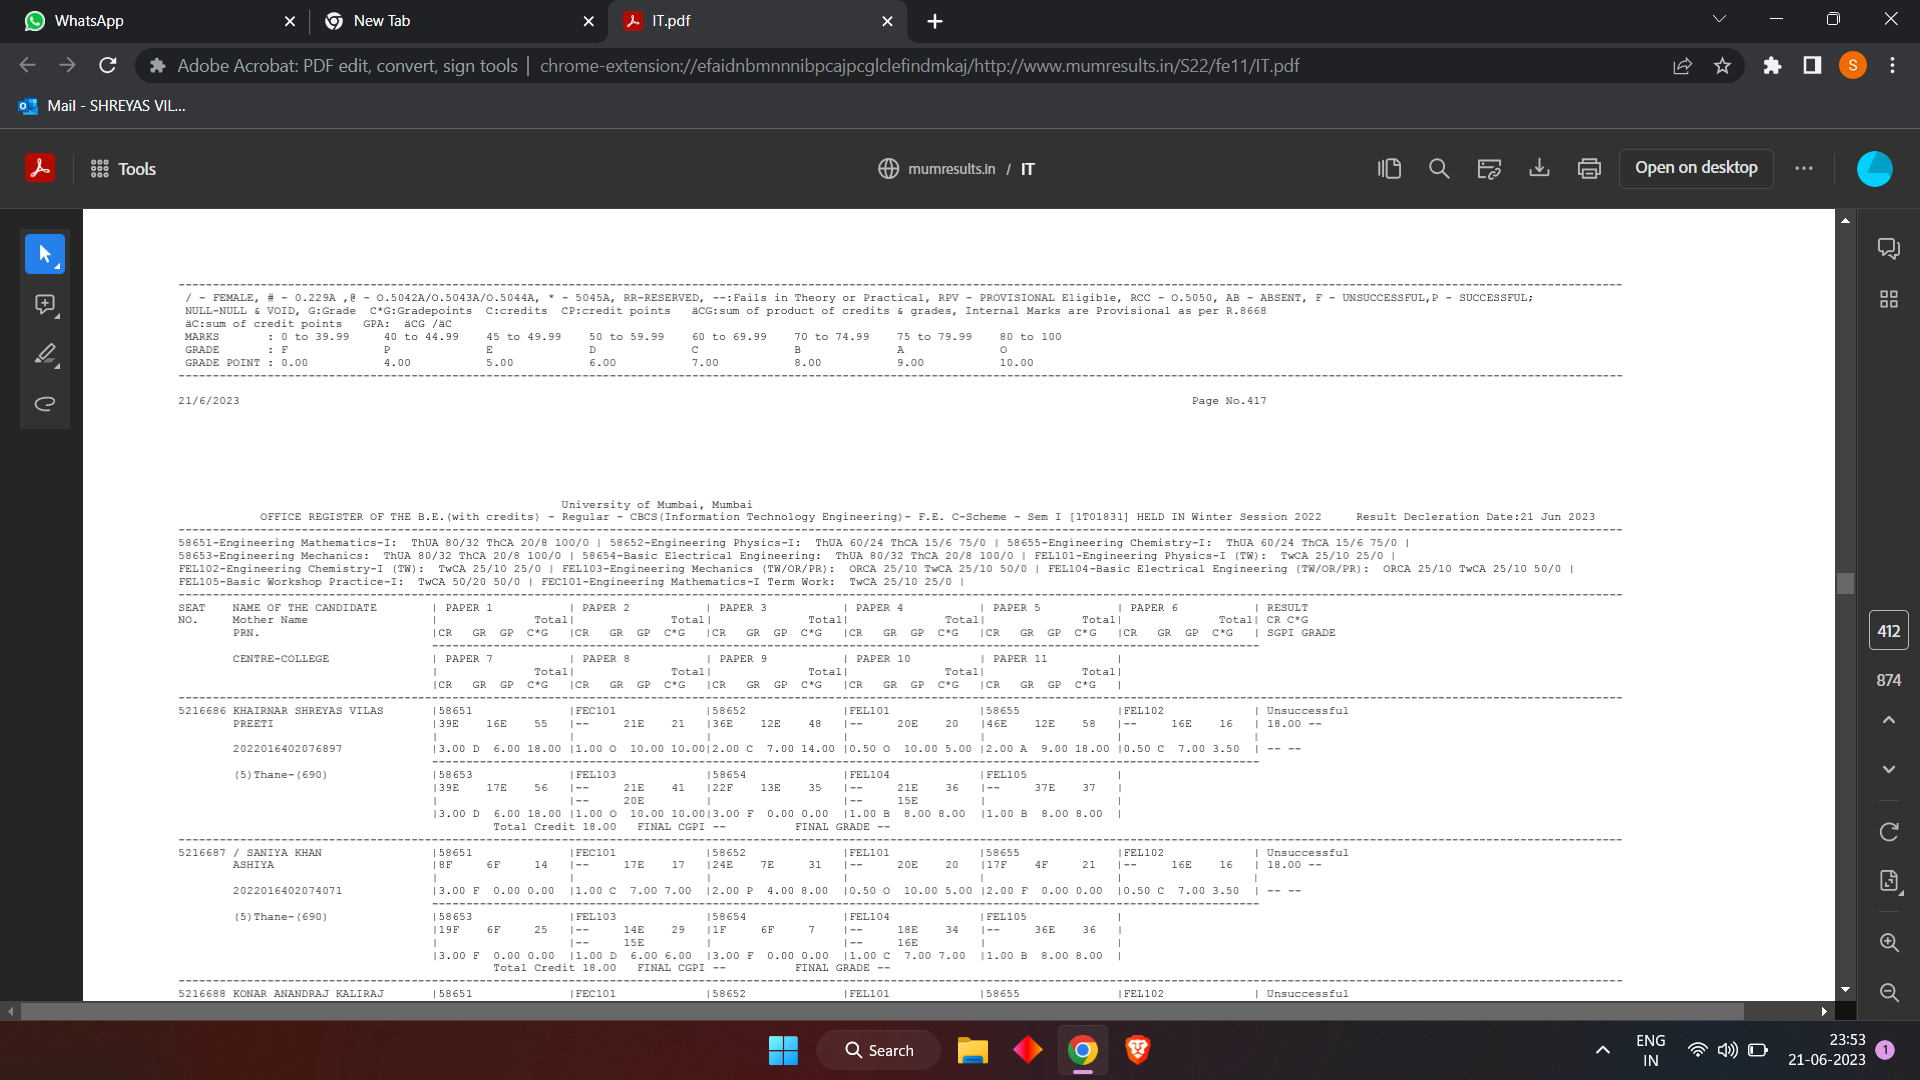 WhatsApp
New Tab
IT.pdf
Adobe Acrobat: PDF edit, convert, sign tools | chrome-extension://efaidnbmnnnibpcajpcglclefindmkaj/http://www.mumresults.in/S22/fe11/IT.pdf
S
Mail - SHREYAS VIL...
Tools
mumresults.in / IT
Open on desktop
/ - FEMALE, # - 0.229A ,@ - O.5042A/O.5043A/O.5044A, * - 5045A, RR-RESERVED, --:Fails in Theory or Practical, RPV - PROVISIONAL Eligible, RCC - O.5050, AB - ABSENT, F - UNSUCCESSFUL,P - SUCCESSFUL;
NULL-NULL & VOID, G:Grade C*G:Gradepoints C:credits CP:credit points äCG:sum of product of credits & grades, Internal Marks are Provisional as per R.8668
äC:sum of credit points GPA: äCG /äC
MARKS : 0 to 39.99 40 to 44.99 45 to 49.99 50 to 59.99 60 to 69.99 70 to 74.99 75 to 79.99 80 to 100
GRADE : F P E D C B A O
GRADE POINT : 0.00 4.00 5.00 6.00 7.00 8.00 9.00 10.00
21/6/2023 Page No.417
University of Mumbai, Mumbai
OFFICE REGISTER OF THE B.E.(with credits) - Regular - CBCS(Information Technology Engineering)- F.E. C-Scheme - Sem I [1T01831] HELD IN Winter Session 2022 Result Decleration Date:21 Jun 2023
58651-Engineering Mathematics-I: ThUA 80/32 ThCA 20/8 100/0 | 58652-Engineering Physics-I: ThUA 60/24 ThCA 15/6 75/0 | 58655-Engineering Chemistry-I: ThUA 60/24 ThCA 15/6 75/0 |
58653-Engineering Mechanics: ThUA 80/32 ThCA 20/8 100/0 | 58654-Basic Electrical Engineering: ThUA 80/32 ThCA 20/8 100/0 | FEL101-Engineering Physics-I (TW): TwCA 25/10 25/0 |
FEL102-Engineering Chemistry-I (TW): TwCA 25/10 25/0 | FEL103-Engineering Mechanics (TW/OR/PR): ORCA 25/10 TwCA 25/10 50/0 | FEL104-Basic Electrical Engineering (TW/OR/PR): ORCA 25/10 TwCA 25/10 50/0 |
FEL105-Basic Workshop Practice-I: TwCA 50/20 50/0 | FEC101-Engineering Mathematics-I Term Work: TwCA 25/10 25/0 |
SEAT NAME OF THE CANDIDATE | PAPER 1 | PAPER 2 | PAPER 3 | PAPER 4 | PAPER 5 | PAPER 6 | RESULT
NO. Mother Name | Total| Total| Total| Total| Total| Total| CR C*G
PRN. |CR GR GP C*G |CR GR GP C*G |CR GR GP C*G |CR GR GP C*G |CR GR GP C*G |CR GR GP C*G | SGPI GRADE
CENTRE-COLLEGE | PAPER 7 | PAPER 8 | PAPER 9 | PAPER 10 | PAPER 11 |
| Total| Total| Total| Total| Total|
|CR GR GP C*G |CR GR GP C*G |CR GR GP C*G |CR GR GP C*G |CR GR GP C*G |
5216686 KHAIRNAR SHREYAS VILAS |58651 |FEC101 |58652 |FEL101 |58655 |FEL102 | Unsuccessful
PREETI |39E 16E 55 |-- 21E 21 |36E 12E 48 |-- 20E 20 |46E 12E 58 |-- 16E 16 | 18.00 --
2022016402076897 |3.00 D 6.00 18.00 |1.00 O 10.00 10.00|2.00 C 7.00 14.00 |0.50 O 10.00 5.00 |2.00 A 9.00 18.00 |0.50 C 7.00 3.50 | -- --
(5)Thane-(690) |58653 |FEL103 |58654 |FEL104 |FEL105 |
|39E 17E 56 |-- 21E 41 |22F 13E 35 |-- 21E 36 |-- 37E 37 |
| |-- 20E | |-- 15E | |
|3.00 D 6.00 18.00 |1.00 O 10.00 10.00|3.00 F 0.00 0.00 |1.00 B 8.00 8.00 |1.00 B 8.00 8.00 |
Total Credit 18.00 FINAL CGPI -- FINAL GRADE --
5216687 / SANIYA KHAN |58651 |FEC101 |58652 |FEL101 |58655 |FEL102 | Unsuccessful
ASHIYA |8F 6F 14 |-- 17E 17 |24E 7E 31 |-- 20E 20 |17F 4F 21 |-- 16E 16 | 18.00 --
2022016402074071 |3.00 F 0.00 0.00 |1.00 C 7.00 7.00 |2.00 P 4.00 8.00 |0.50 O 10.00 5.00 |2.00 F 0.00 0.00 |0.50 C 7.00 3.50 | -- --
(5)Thane-(690) |58653 |FEL103 |58654 |FEL104 |FEL105 |
|19F 6F 25 |-- 14E 29 |1F 6F 7 |-- 18E 34 |-- 36E 36 |
| |-- 15E | |-- 16E | |
|3.00 F 0.00 0.00 |1.00 D 6.00 6.00 |3.00 F 0.00 0.00 |1.00 C 7.00 7.00 |1.00 B 8.00 8.00 |
Total Credit 18.00 FINAL CGPI -- FINAL GRADE --
5216688 KONAR ANANDRAJ KALIRAJ |58651 |FEC101 |58652 |FEL101 |58655 |FEL102 | Unsuccessful
412
874
Search
ENG
IN
23:53
21-06-2023
1